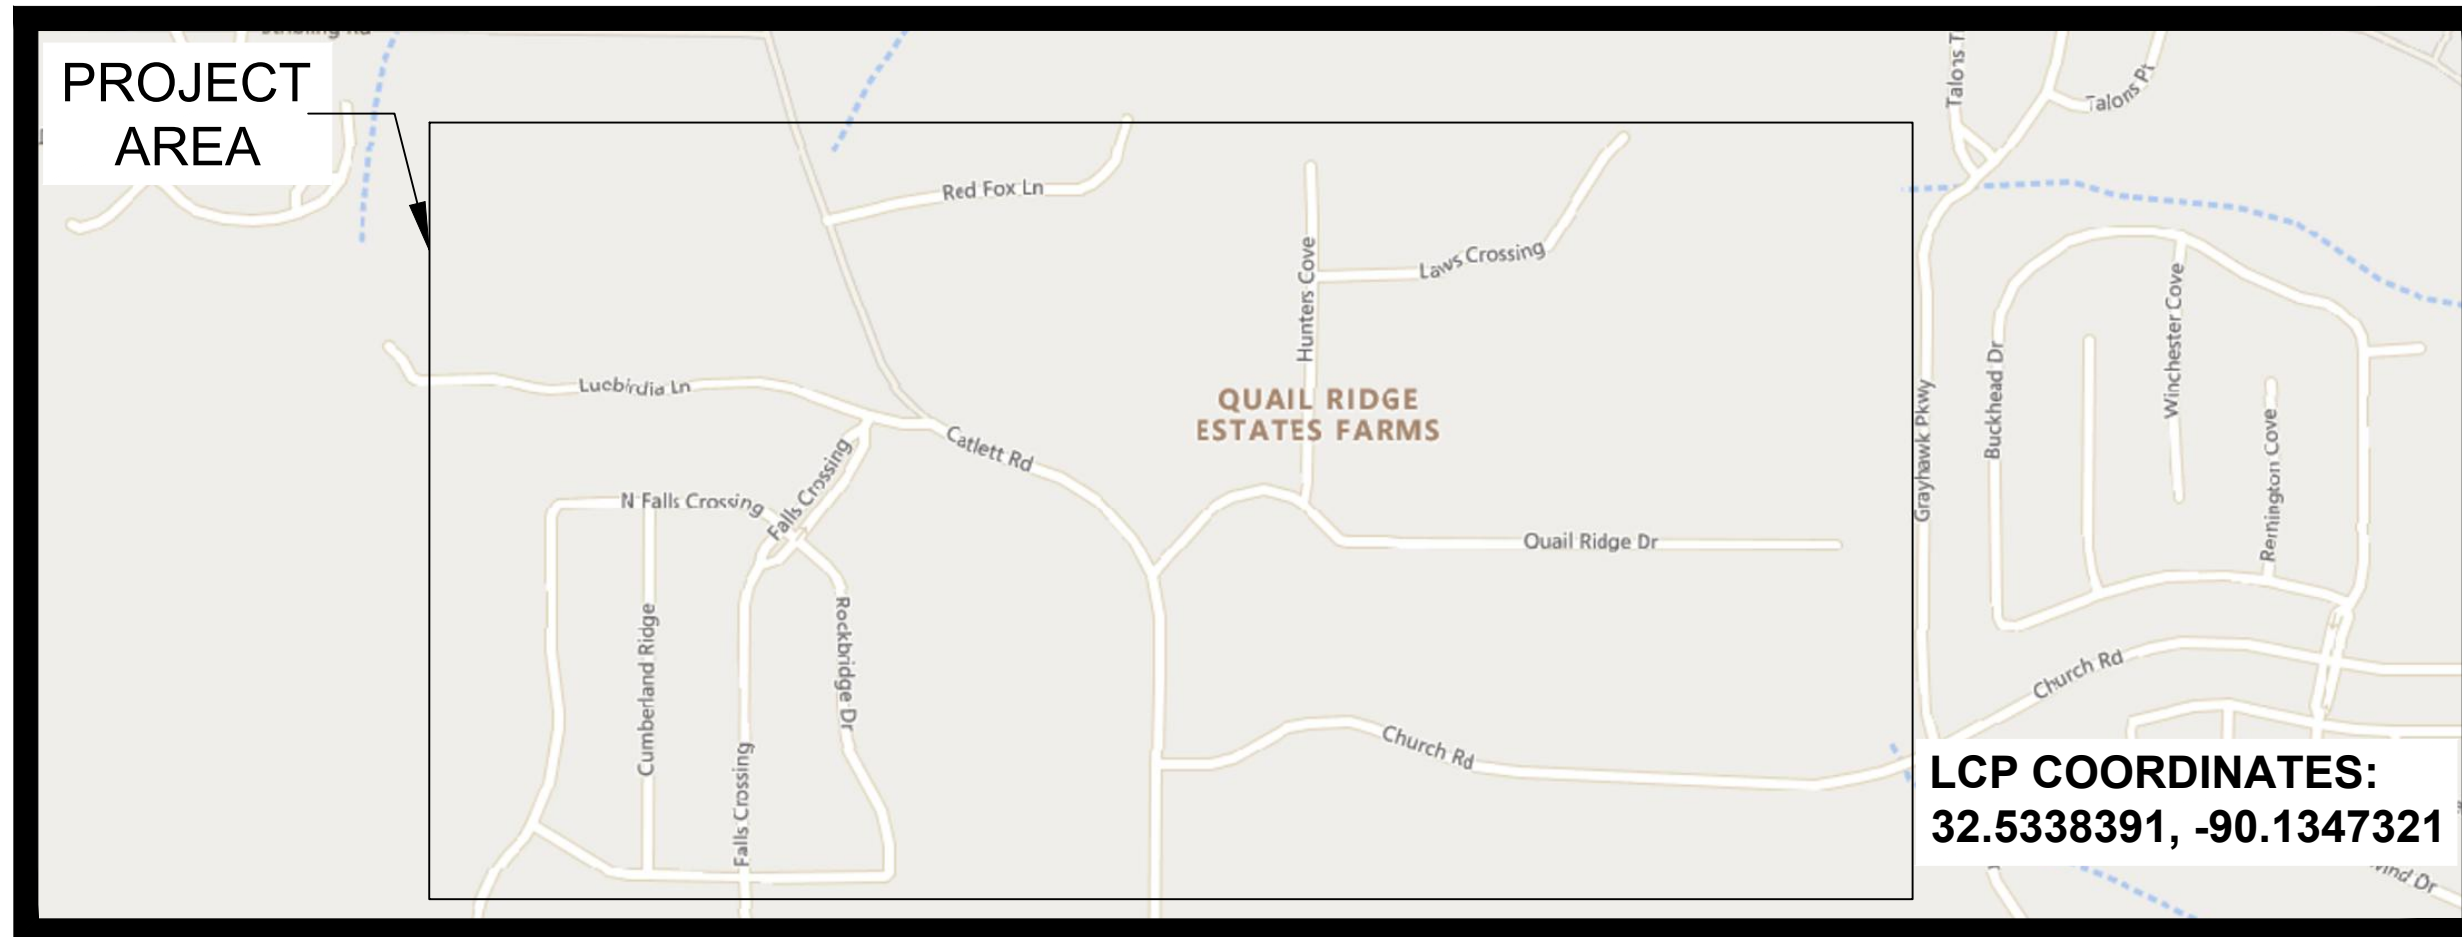 PROJECT
AREA
Talons Pt
Red Fox Ln
Hunters Cove
Laws Crossing
Luebirdia Ln
QUAIL RIDGE
ESTATES FARMS
Catlett Rd
Falls Crossing
N Falls Crossing
Quail Ridge Dr
Cumberland Ridge
Rockbridge Dr
Falls Crossing
Church Rd
Grayhawk Pkwy
Buckhead Dr
Winchester Cove
Remington Cove
Church Rd
LCP COORDINATES:
32.5338391, -90.1347321